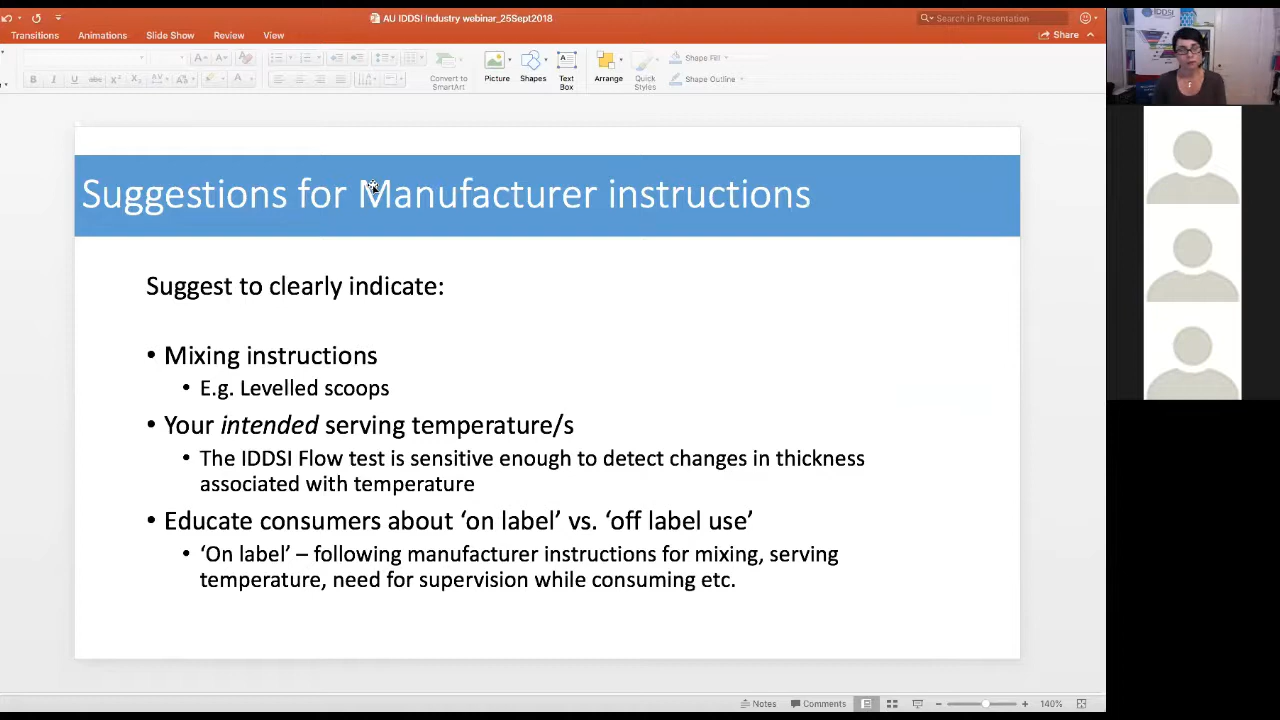 AU IDDSI Industry webinar_25Sept2018
Search in Presentation
Transitions Animations Slide Show Review View
Share
Convert to
SmartArt
Picture
Shapes
Text
Box
Arrange
Quick
Styles
Shape Fill
Shape Outline
Suggestions for Manufacturer instructions
Suggest to clearly indicate:
• Mixing instructions
• E.g. Levelled scoops
• Your intended serving temperature/s
• The IDDSI Flow test is sensitive enough to detect changes in thickness
associated with temperature
• Educate consumers about ‘on label’ vs. ‘off label use’
• ‘On label’ – following manufacturer instructions for mixing, serving
temperature, need for supervision while consuming etc.
Notes Comments 140%